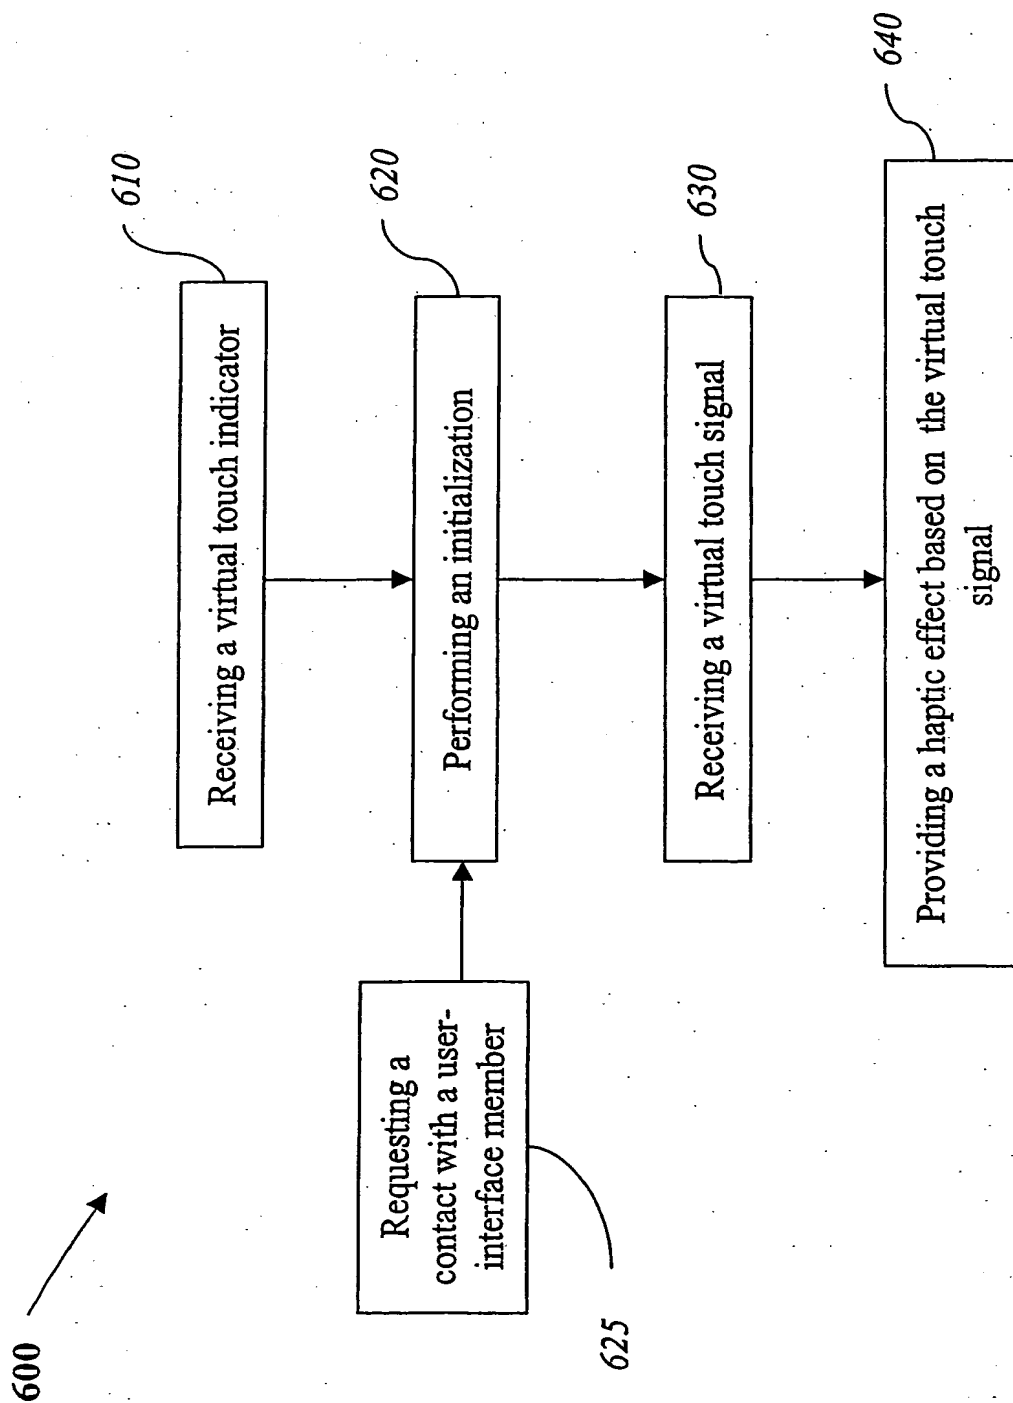 600
610
Receiving a virtual touch indicator
620
Performing an initialization
Requesting a
contact with a user-
interface member
625
630
Receiving a virtual touch signal
640
Providing a haptic effect based on the virtual touch
signal